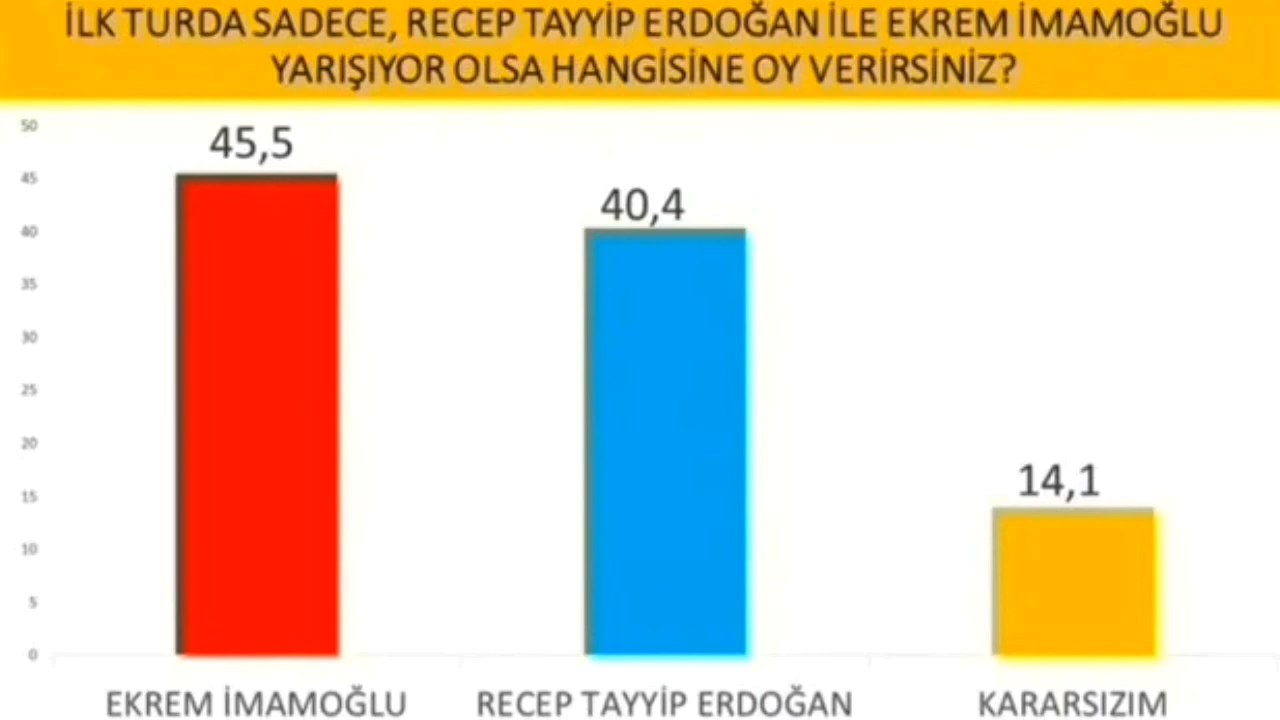 İLK TURDA SADECE, RECEP TAYYİP ERDOĞAN İLE EKREM İMAMOĞLU
YARIŞIYOR OLSA HANGİSİNE OY VERİRSİNİZ?
50
45
40
35
30
25
20
15
10
5
0
45,5
40,4
14,1
EKREM İMAMOĞLU
RECEP TAYYİP ERDOĞAN
KARARSIZIM